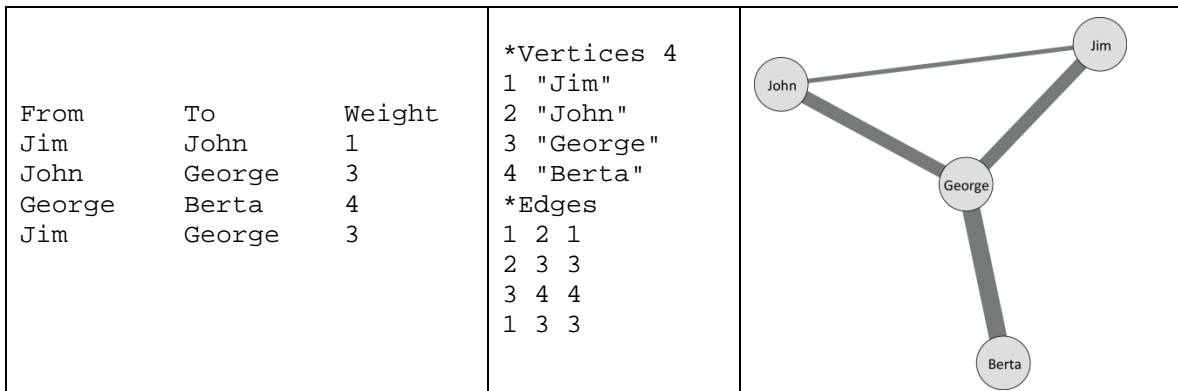 From To Weight
Jim John 1
John George 3
George Berta 4
Jim George 3
*Vertices 4
1 "Jim"
2 "John"
3 "George"
4 "Berta"
*Edges
1 2 1
2 3 3
3 4 4
1 3 3
Jim
John
George
Berta